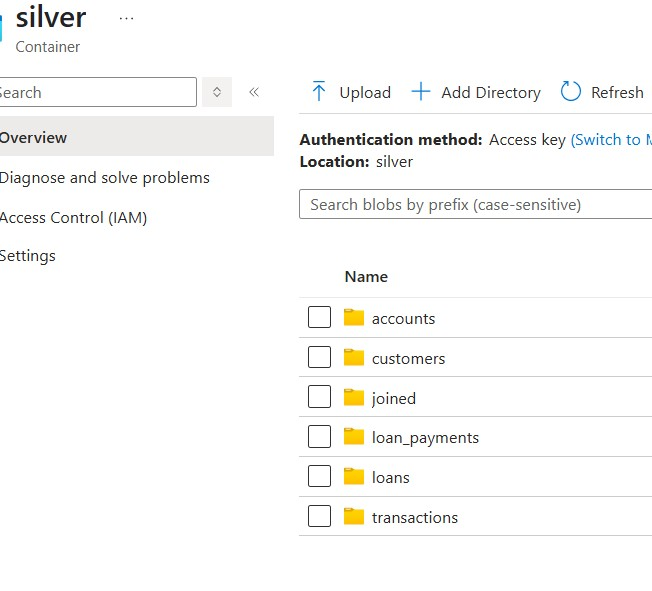 silver ...
Container
Search
Overview
Diagnose and solve problems
Access Control (IAM)
Settings
Upload Add Directory Refresh
Authentication method: Access key (Switch to
Location: silver
Search blobs by prefix (case-sensitive)
Name
accounts
customers
joined
loan_payments
loans
transactions